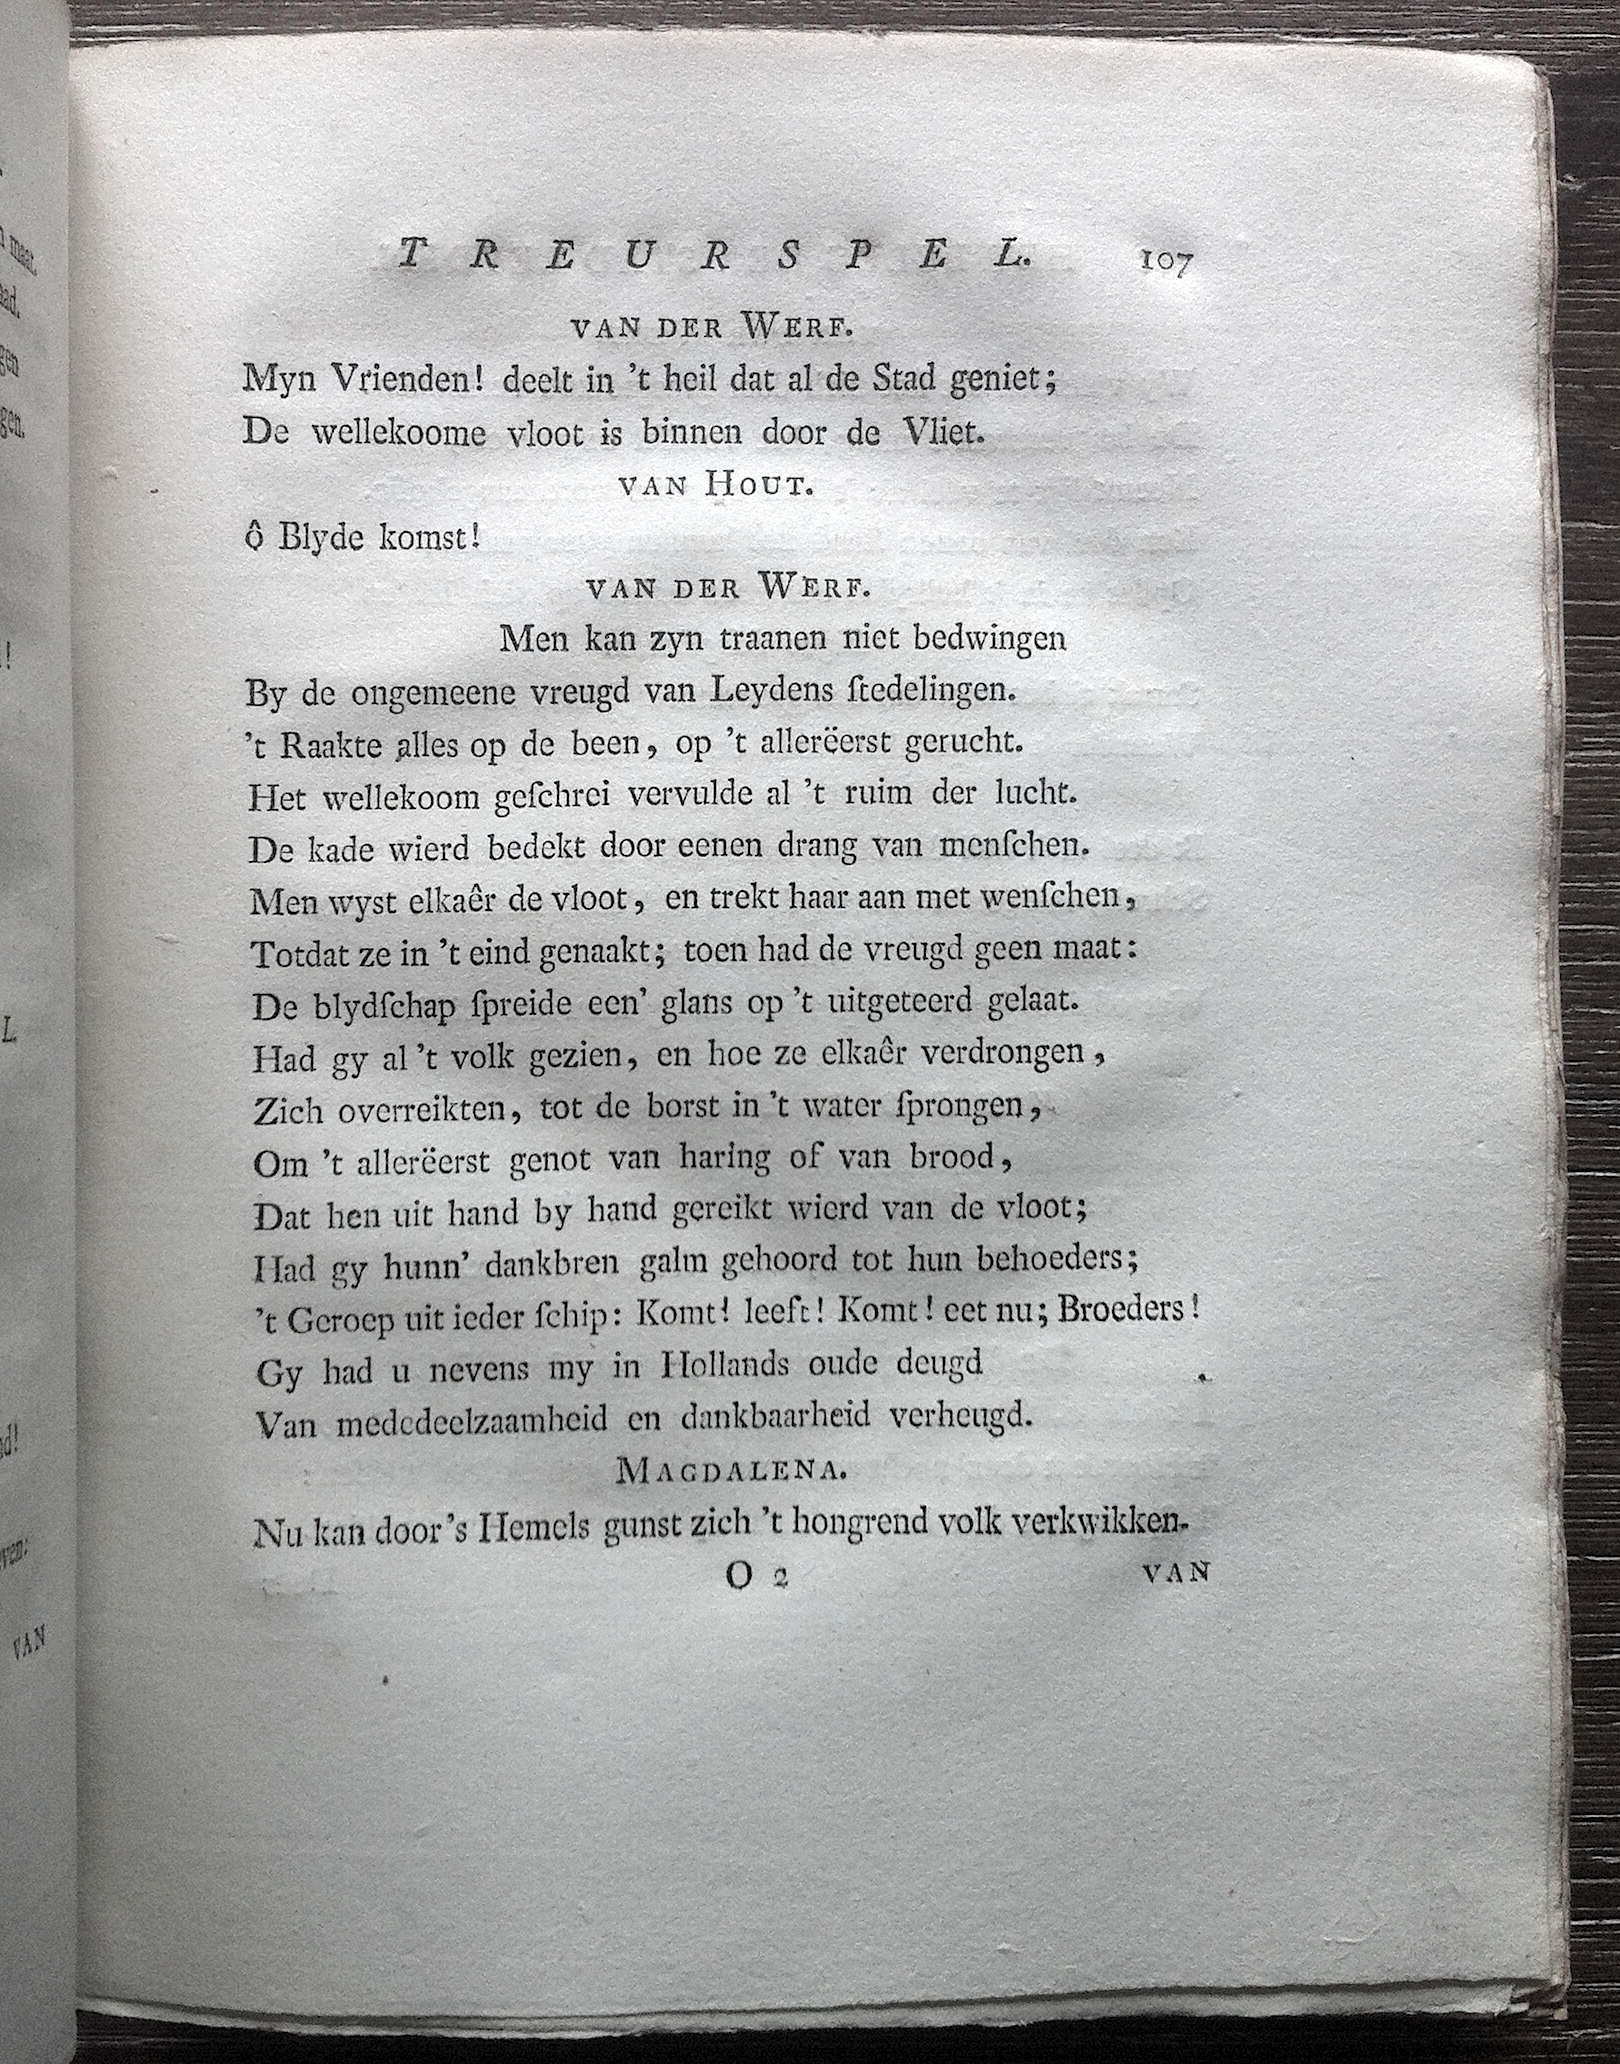 n maat.
aad.
gen
gen.
n!
L
nd!
ven:
VAN
TREURSPEL. 107
VAN DER WERF.
Myn Vrienden! deelt in 't heil dat al de Stad geniet;
De wellekoome vloot is binnen door de Vliet.
VAN HOUT.
ô Blyde komst!
VAN DER WERF.
Men kan zyn traanen niet bedwingen
By de ongemeene vreugd van Leydens ſtedelingen.
't Raakte alles op de been, op 't allerëerst gerucht.
Het wellekoom geſchrei vervulde al 't ruim der lucht.
De kade wierd bedekt door eenen drang van menſchen.
Men wyst elkaêr de vloot, en trekt haar aan met wenſchen,
Totdat ze in 't eind genaakt; toen had de vreugd geen maat:
De blydſchap ſpreide een' glans op 't uitgeteerd gelaat.
Had gy al 't volk gezien, en hoe ze elkaêr verdrongen,
Zich overreikten, tot de borst in 't water ſprongen,
Om 't allerëerst genot van haring of van brood,
Dat hen uit hand by hand gereikt wierd van de vloot;
Had gy hunn' dankbren galm gehoord tot hun behoeders;
't Geroep uit ieder ſchip: Komt! leeft! Komt! eet nu; Broeders!
Gy had u nevens my in Hollands oude deugd
Van mededeelzaamheid en dankbaarheid verheugd.
MAGDALENA.
Nu kan door 's Hemels gunst zich 't hongrend volk verkwikken.
O 2 VAN